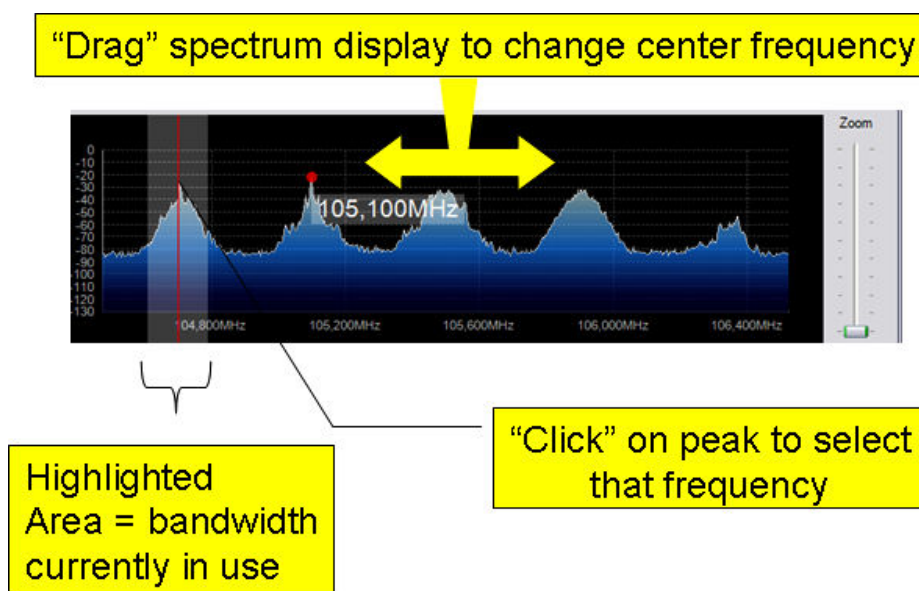 “Drag” spectrum display to change center frequency
Zoom
0
-10
-20
-30
-40
-50
-60
-70
-80
-90
-100
-110
-120
-130
105,100MHz
104,800MHz 105,200MHz 105,600MHz 106,000MHz 106,400MHz
“Click” on peak to select
that frequency
Highlighted
Area = bandwidth
currently in use